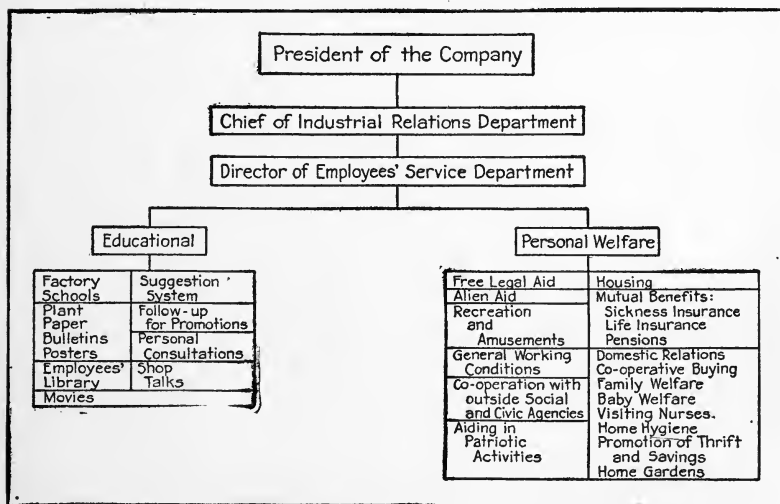 President of the Company
Chief of Industrial Relations Department
Director of Employees' Service Department
Educational
Factory
Schools
Plant
Paper
Bulletins
Posters
Employees'
Library
Movies
Suggestion
System
Follow-up
for Promotions
Personal
Consultations
Shop
Talks
Personal Welfare
Free Legal Aid
Alien Aid
Recreation
and
Amusements
General Working
Conditions
Co-operation with
outside Social
and Civic Agencies
Aiding in
Patriotic
Activities
Housing
Mutual Benefits:
Sickness Insurance
Life Insurance
Pensions
Domestic Relations
Co-operative Buying
Family Welfare
Baby Welfare
Visiting Nurses.
Home Hygiene
Promotion of Thrift
and Savings
Home Gardens